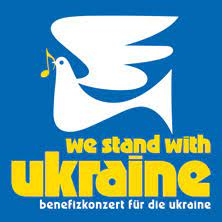 we stand with
ukraine
benefizkonzert für die ukraine